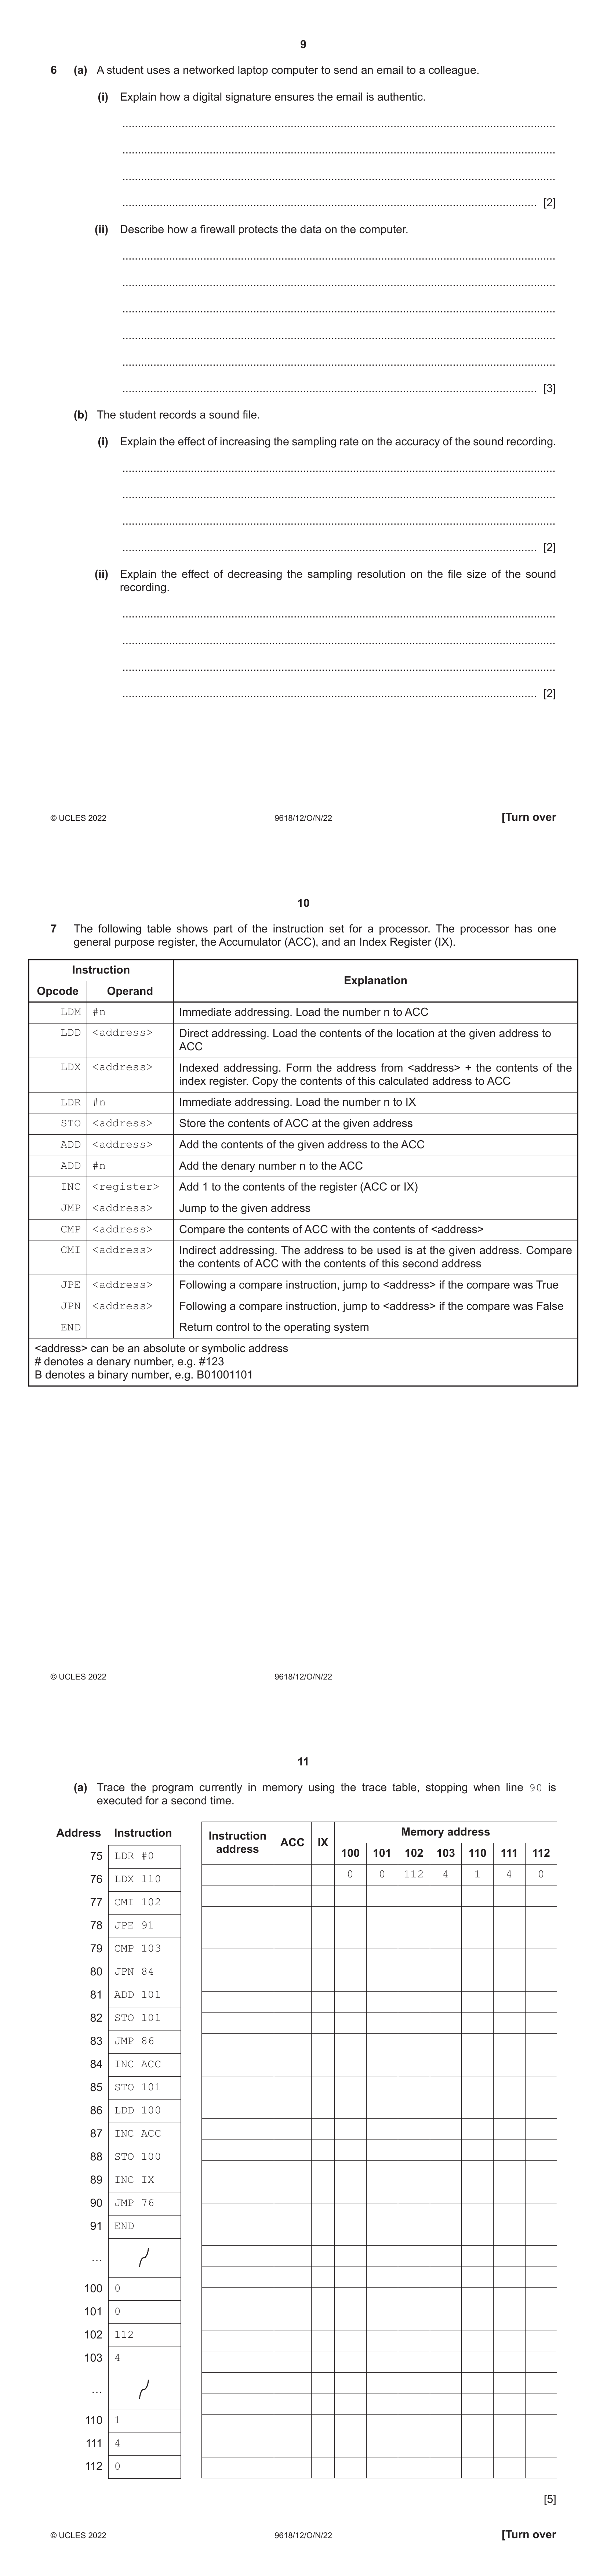 9
6 (a) A student uses a networked laptop computer to send an email to a colleague.
(i) Explain how a digital signature ensures the email is authentic.
[2]
(ii) Describe how a firewall protects the data on the computer.
[3]
(b) The student records a sound file.
(i) Explain the effect of increasing the sampling rate on the accuracy of the sound recording.
[2]
(ii) Explain the effect of decreasing the sampling resolution on the file size of the sound
recording.
[2]
© UCLES 2022 9618/12/O/N/22 [Turn over
10
7 The following table shows part of the instruction set for a processor. The processor has one
general purpose register, the Accumulator (ACC), and an Index Register (IX).
Instruction Explanation
Opcode Operand
LDM #n Immediate addressing. Load the number n to ACC
LDD <address> Direct addressing. Load the contents of the location at the given address to
ACC
LDX <address> Indexed addressing. Form the address from <address> + the contents of the
index register. Copy the contents of this calculated address to ACC
LDR #n Immediate addressing. Load the number n to IX
STO <address> Store the contents of ACC at the given address
ADD <address> Add the contents of the given address to the ACC
ADD #n Add the denary number n to the ACC
INC <register> Add 1 to the contents of the register (ACC or IX)
JMP <address> Jump to the given address
CMP <address> Compare the contents of ACC with the contents of <address>
CMI <address> Indirect addressing. The address to be used is at the given address. Compare
the contents of ACC with the contents of this second address
JPE <address> Following a compare instruction, jump to <address> if the compare was True
JPN <address> Following a compare instruction, jump to <address> if the compare was False
END Return control to the operating system
<address> can be an absolute or symbolic address
# denotes a denary number, e.g. #123
B denotes a binary number, e.g. B01001101
© UCLES 2022 9618/12/O/N/22
11
(a) Trace the program currently in memory using the trace table, stopping when line 90 is
executed for a second time.
Address Instruction
75 LDR #0
76 LDX 110
77 CMI 102
78 JPE 91
79 CMP 103
80 JPN 84
81 ADD 101
82 STO 101
83 JMP 86
84 INC ACC
85 STO 101
86 LDD 100
87 INC ACC
88 STO 100
89 INC IX
90 JMP 76
91 END
...
100 0
101 0
102 112
103 4
...
110 1
111 4
112 0
Instruction
address ACC IX Memory address
100 101 102 103 110 111 112
0 0 112 4 1 4 0
[5]
© UCLES 2022 9618/12/O/N/22 [Turn over